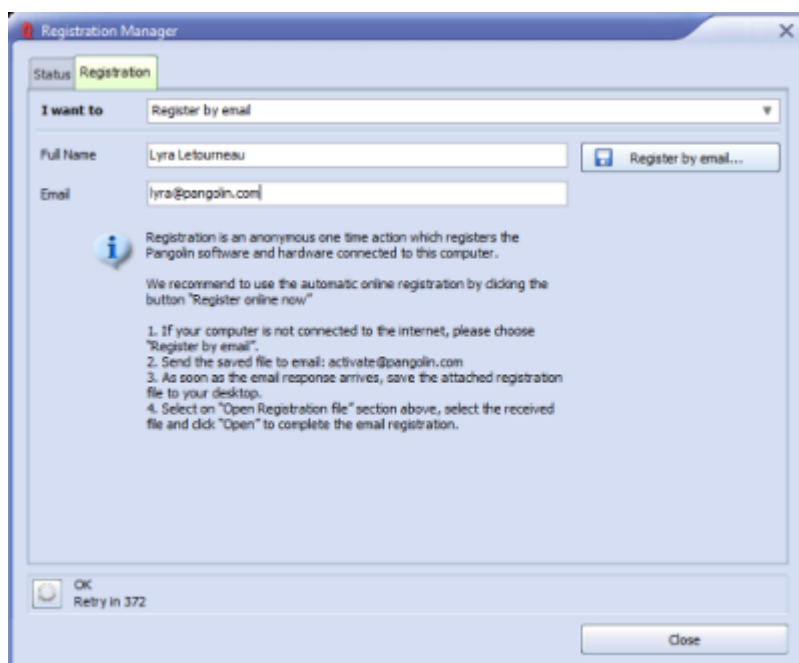 Registration Manager
Status Registration
I want to Register by email
Full Name Lyra Letourneau Register by email...
Email lyra@pangolin.com
Registration is an anonymous one time action which registers the
Pangolin software and hardware connected to this computer.
We recommend to use the automatic online registration by clicking the
button "Register online now"
1. If your computer is not connected to the internet, please choose
"Register by email".
2. Send the saved file to email: activate@pangolin.com
3. As soon as the email response arrives, save the attached registration
file to your desktop.
4. Select on "Open Registration file" section above, select the received
file and click "Open" to complete the email registration.
OK
Retry in 372
Close